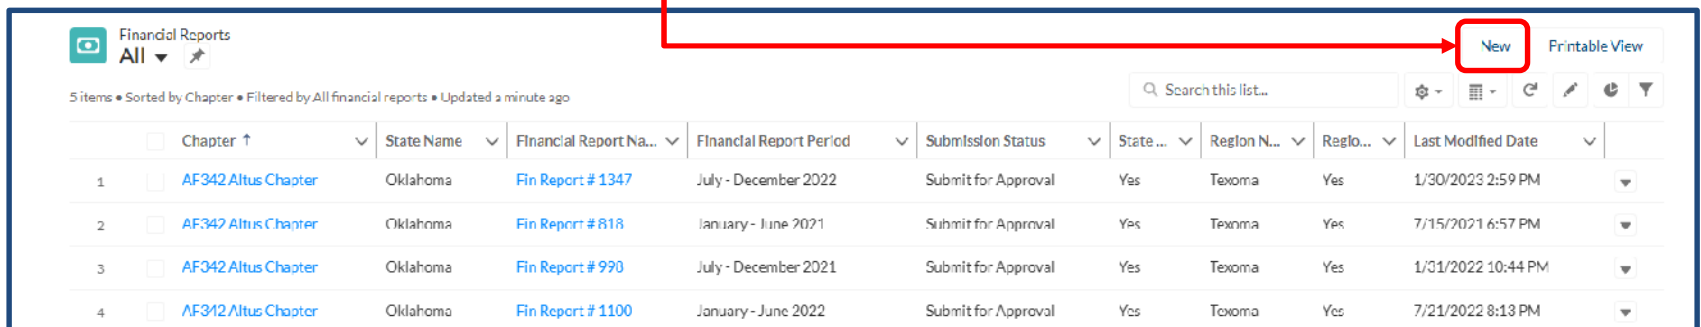 Financial Reports
All
New
Printable View
5 items • Sorted by Chapter • Filtered by All financial reports • Updated a minute ago
Search this list...
Chapter ↑ State Name Financial Report Na... Financial Report Period Submission Status State ... Region N... Regio... Last Modified Date
1 AF342 Altus Chapter Oklahoma Fin Report # 1347 July - December 2022 Submit for Approval Yes Texoma Yes 1/30/2023 2:59 PM
2 AF342 Altus Chapter Oklahoma Fin Report # 818 January - June 2021 Submit for Approval Yes Texoma Yes 7/15/2021 6:57 PM
3 AF342 Altus Chapter Oklahoma Fin Report # 990 July - December 2021 Submit for Approval Yes Texoma Yes 1/31/2022 10:44 PM
4 AF342 Altus Chapter Oklahoma Fin Report # 1100 January - June 2022 Submit for Approval Yes Texoma Yes 7/21/2022 8:13 PM